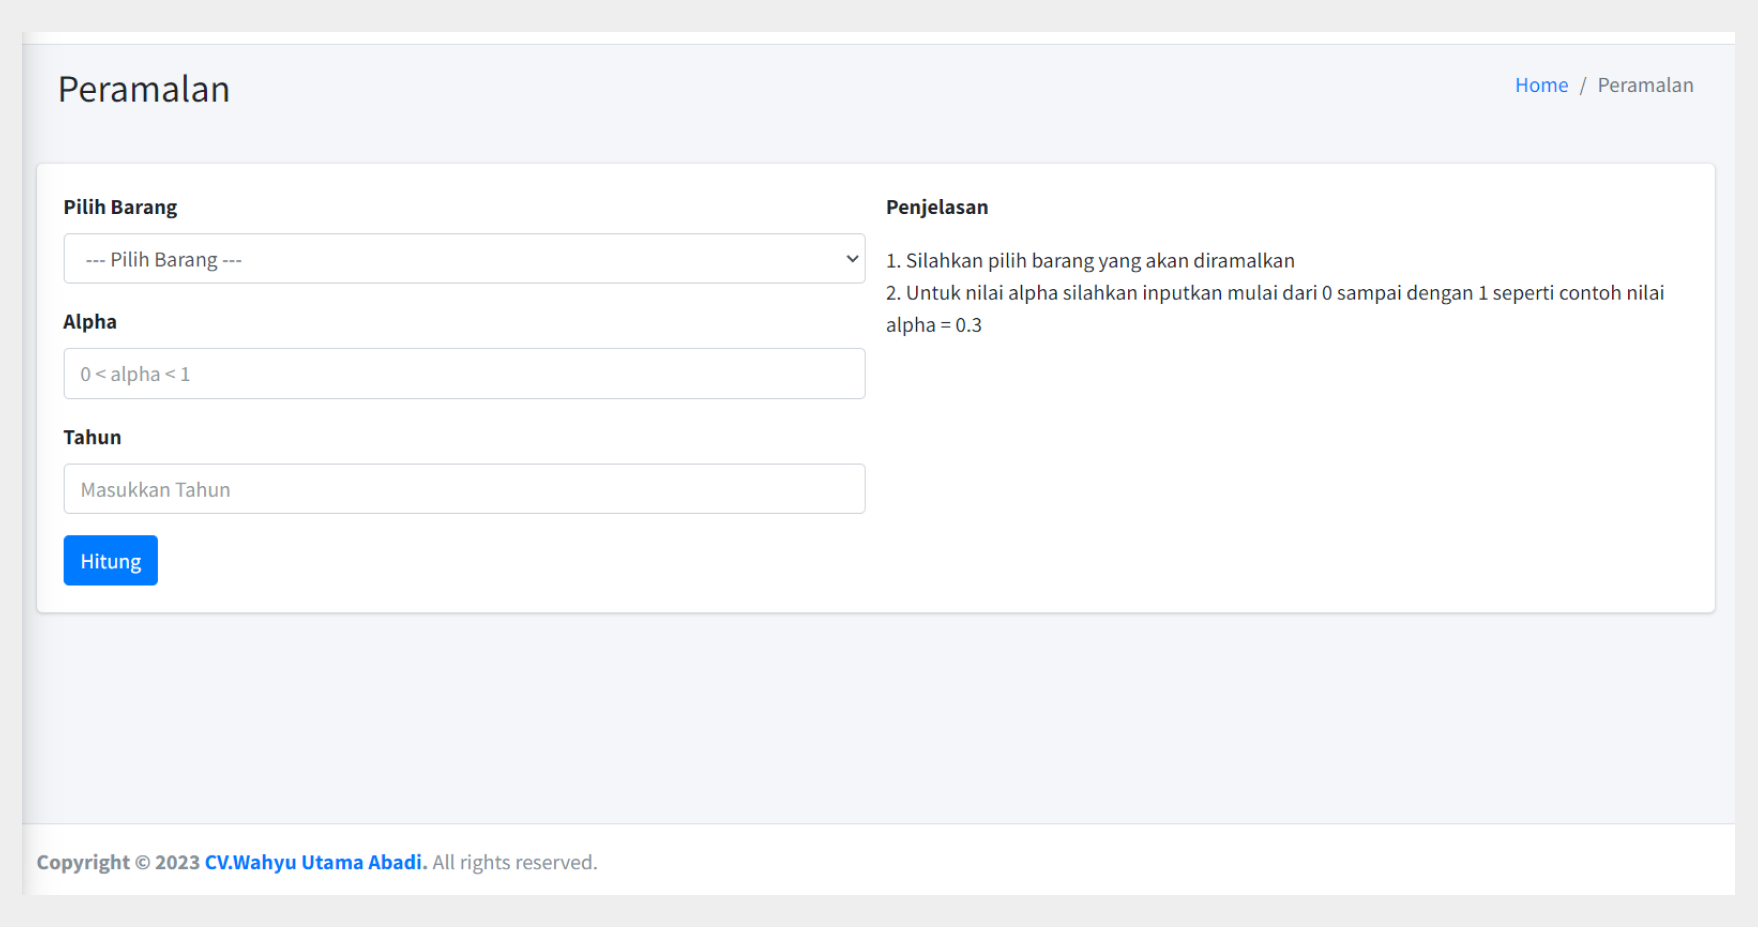 Peramalan
Home / Peramalan
Pilih Barang
--- Pilih Barang ---
Alpha
0 < alpha < 1
Tahun
Masukkan Tahun
Hitung
Penjelasan
1. Silahkan pilih barang yang akan diramalkan
2. Untuk nilai alpha silahkan inputkan mulai dari 0 sampai dengan 1 seperti contoh nilai
alpha = 0.3
Copyright © 2023 CV.Wahyu Utama Abadi. All rights reserved.